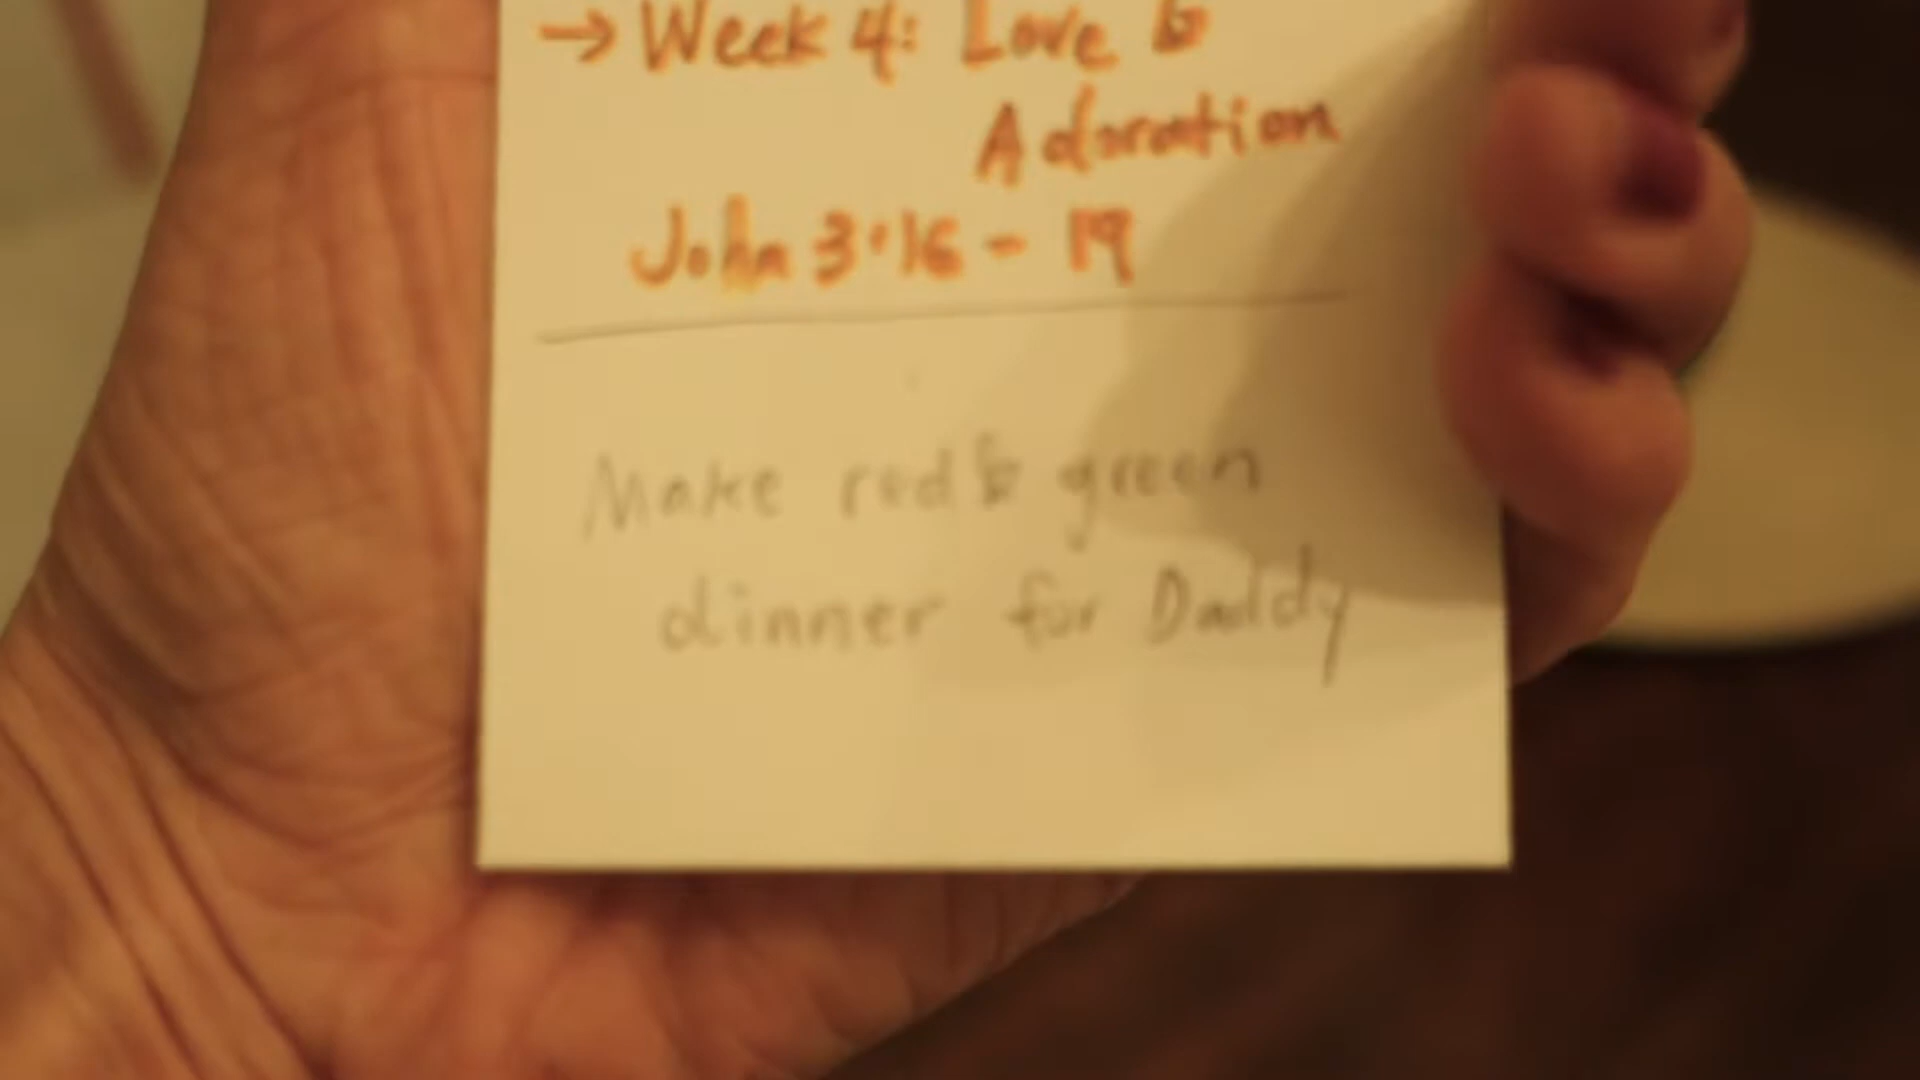 → Week 4: Love &
Adoration
John 3:16 - 19
Make red & green
dinner for Daddy